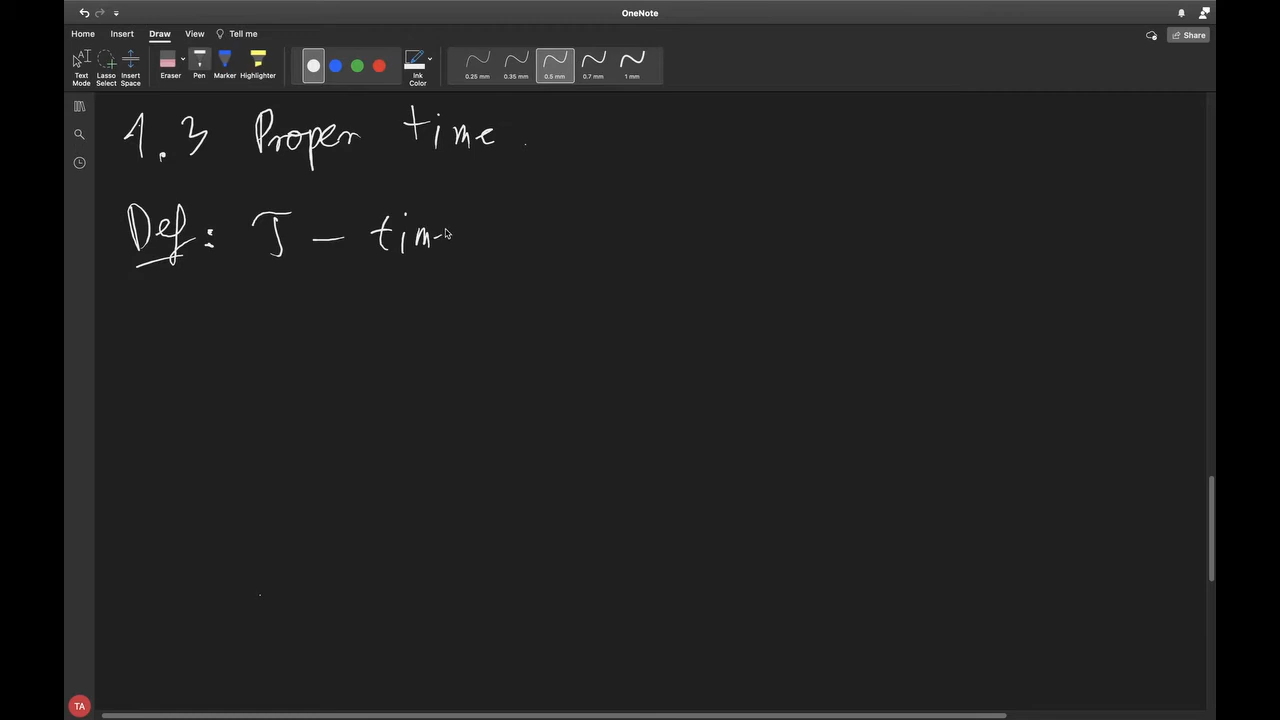 OneNote
Home Insert Draw View Tell me
Share
Text Mode
Lasso Select
Insert Space
Eraser
Pen
Marker
Highlighter
Ink Color
0.25 mm
0.35 mm
0.5 mm
0.7 mm
1 mm
1.3 Proper time.
Def: τ – tim
TA